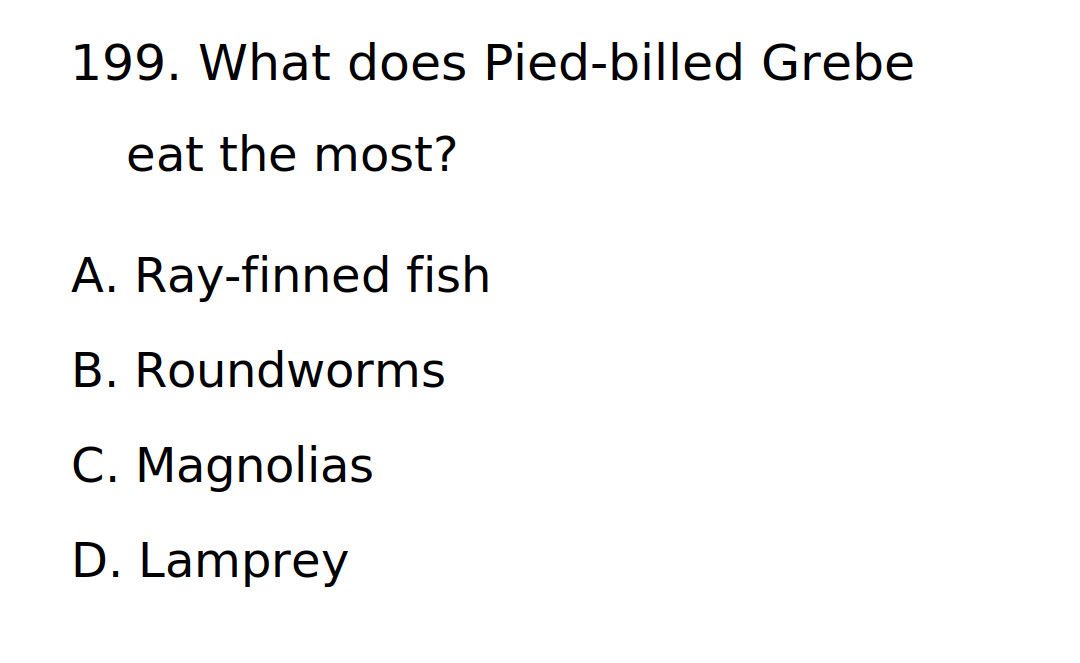 199. What does Pied-billed Grebe
eat the most?
A. Ray-finned fish
B. Roundworms
C. Magnolias
D. Lamprey